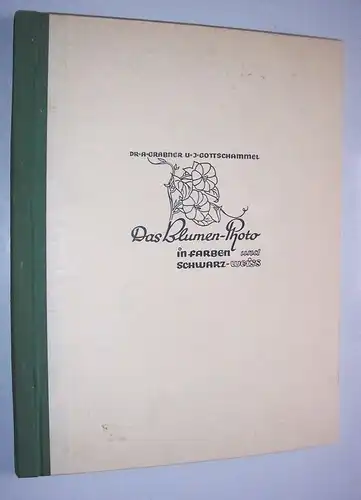 DR·A·GRABNER U·J·GOTTSCHAMMEL
Das Blumen-Photo
in FARBEN und
SCHWARZ-weiss